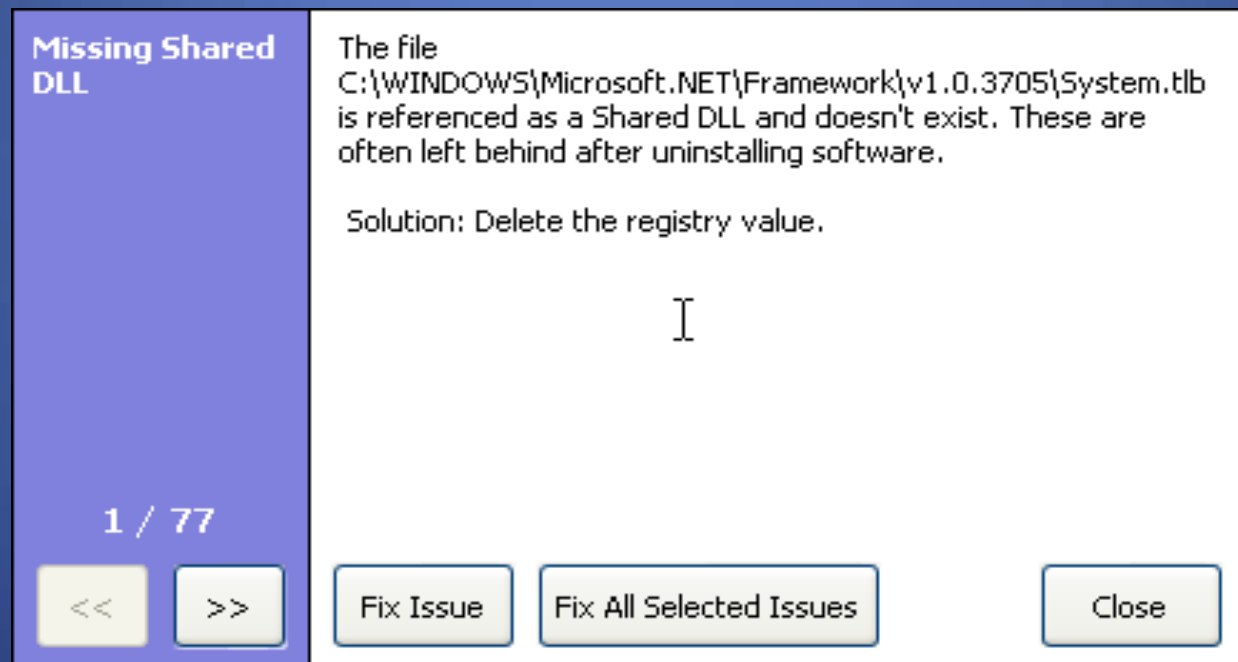 Missing Shared
DLL
The file
C:\WINDOWS\Microsoft.NET\Framework\v1.0.3705\System.tlb
is referenced as a Shared DLL and doesn't exist. These are
often left behind after uninstalling software.
Solution: Delete the registry value.
1 / 77
<<
>>
Fix Issue
Fix All Selected Issues
Close